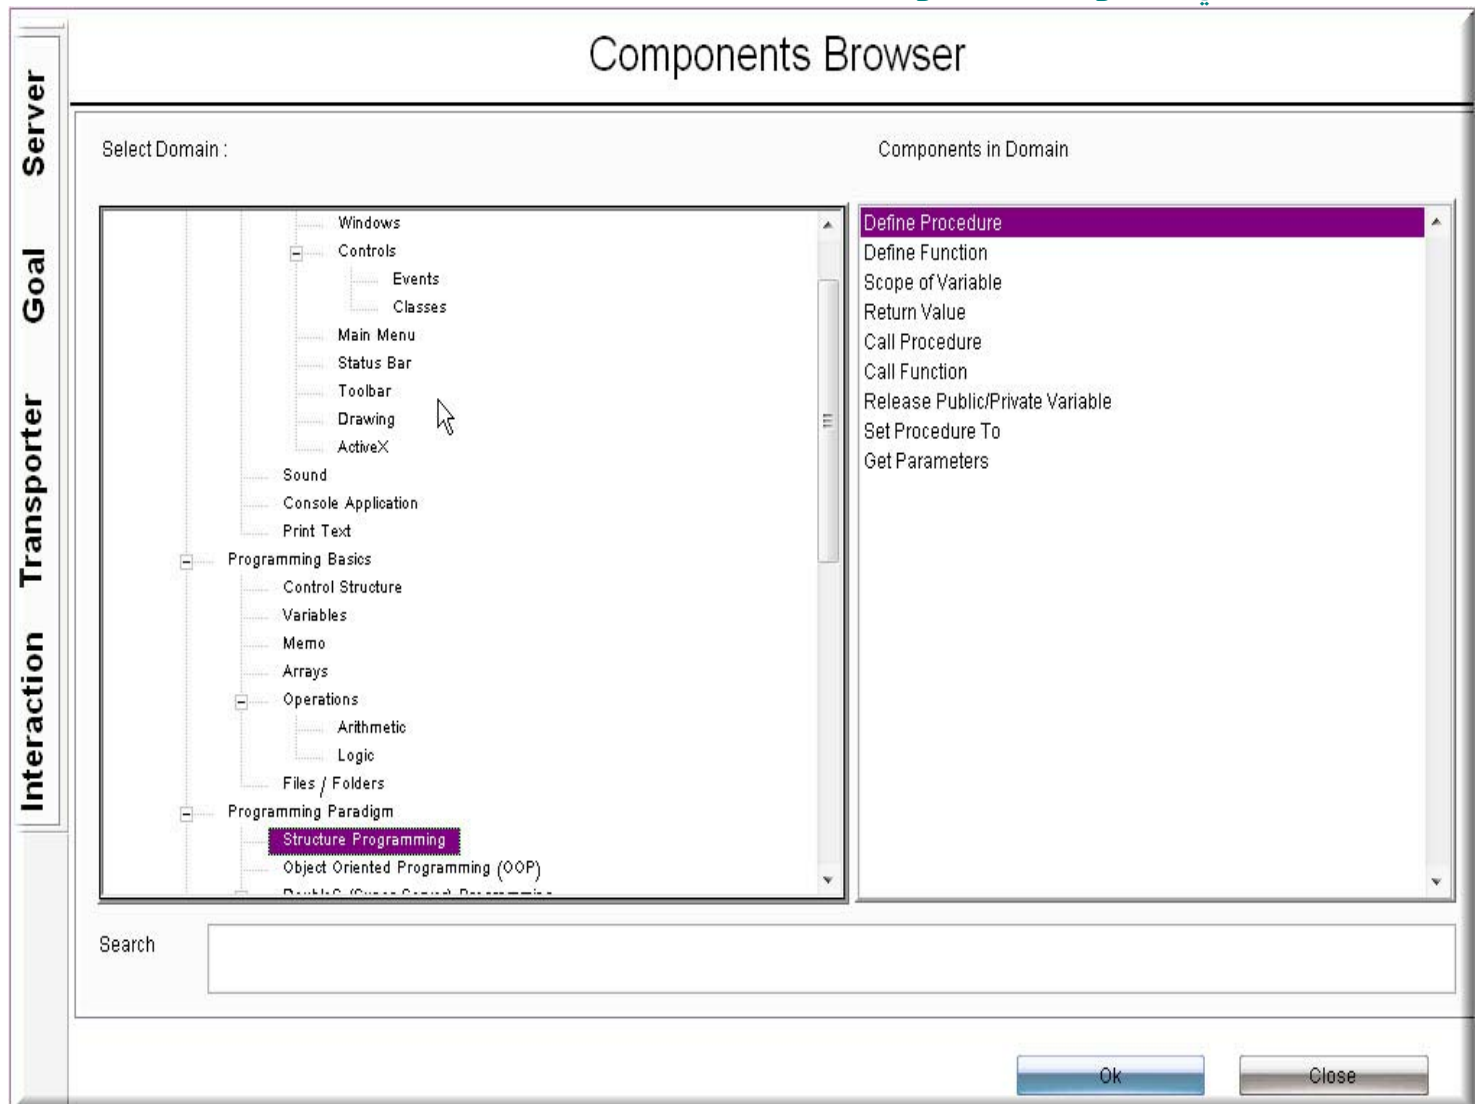 Components Browser
Server
Goal
Transporter
Interaction
Select Domain :
Components in Domain
Windows
Controls
Events
Classes
Main Menu
Status Bar
Toolbar
Drawing
ActiveX
Sound
Console Application
Print Text
Programming Basics
Control Structure
Variables
Memo
Arrays
Operations
Arithmetic
Logic
Files / Folders
Programming Paradigm
Structure Programming
Object Oriented Programming (OOP)
Define Procedure
Define Function
Scope of Variable
Return Value
Call Procedure
Call Function
Release Public/Private Variable
Set Procedure To
Get Parameters
Search
Ok
Close